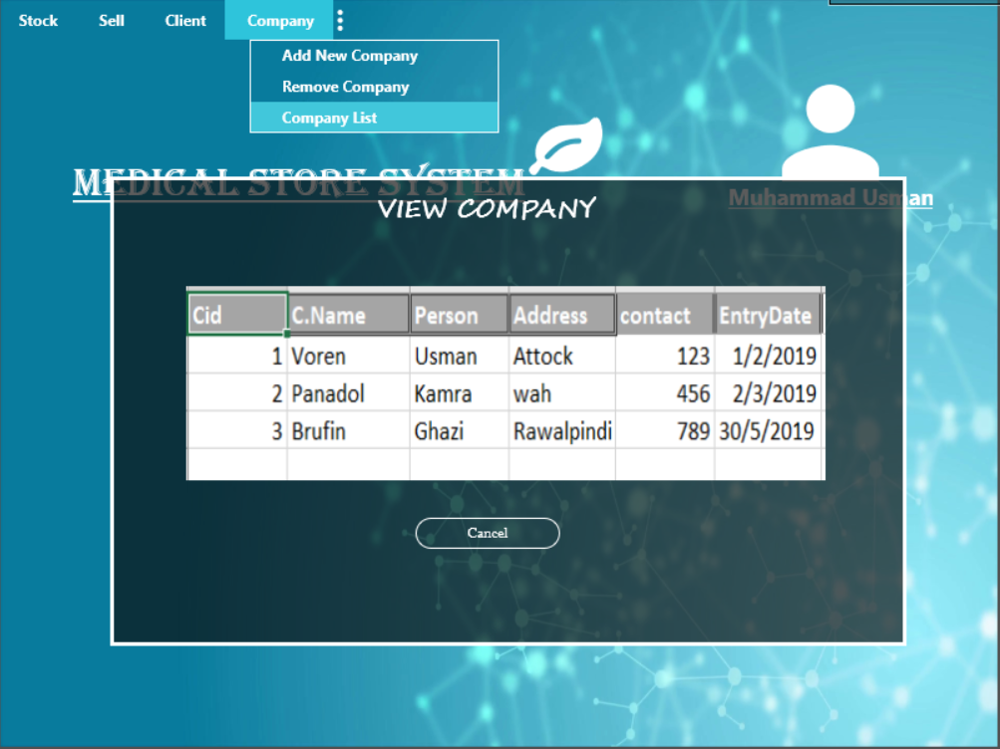 Stock Sell Client Company
Add New Company
Remove Company
Company List
MEDICAL STORE SYSTEM
Muhammad Usman
VIEW COMPANY
Cid C.Name Person Address contact EntryDate
1 Voren Usman Attock 123 1/2/2019
2 Panadol Kamra wah 456 2/3/2019
3 Brufin Ghazi Rawalpindi 789 30/5/2019
Cancel